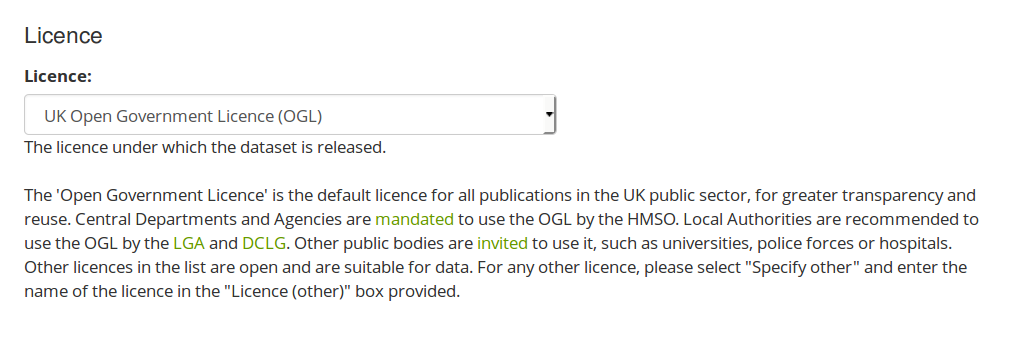 Licence
Licence:
UK Open Government Licence (OGL)
The licence under which the dataset is released.
The 'Open Government Licence' is the default licence for all publications in the UK public sector, for greater transparency and
reuse. Central Departments and Agencies are mandated to use the OGL by the HMSO. Local Authorities are recommended to
use the OGL by the LGA and DCLG. Other public bodies are invited to use it, such as universities, police forces or hospitals.
Other licences in the list are open and are suitable for data. For any other licence, please select "Specify other" and enter the
name of the licence in the "Licence (other)" box provided.